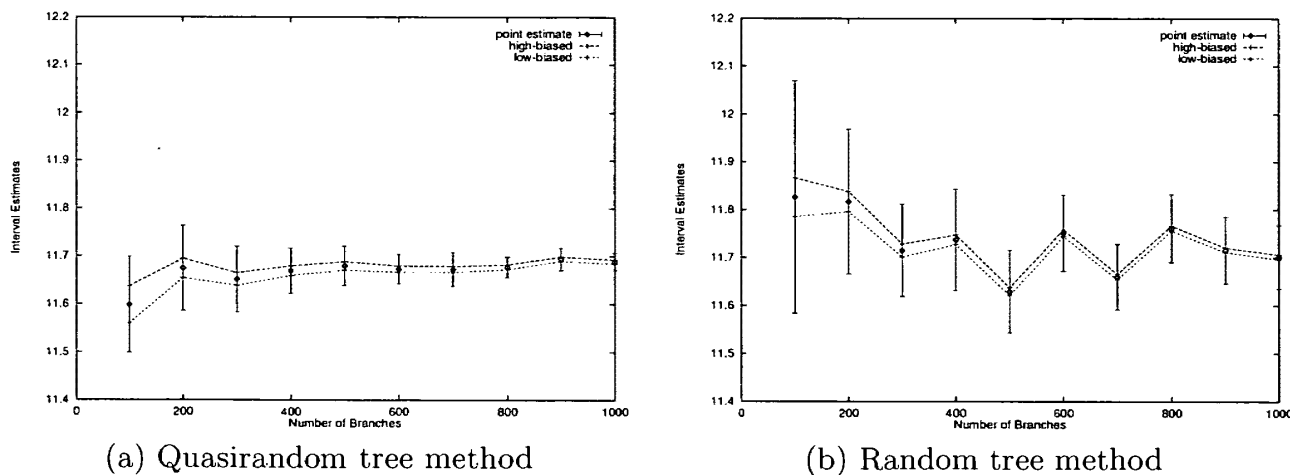 12.2
12.1
12
11.9
11.8
11.7
11.6
11.5
11.4
Interval Estimates
point estimate
high-biased
low-biased
0 200 400 600 800 1000
Number of Branches
(a) Quasirandom tree method
12.2
12.1
12
11.9
11.8
11.7
11.6
11.5
11.4
Interval Estimates
point estimate
high-biased
low-biased
0 200 400 600 800 1000
Number of Branches
(b) Random tree method